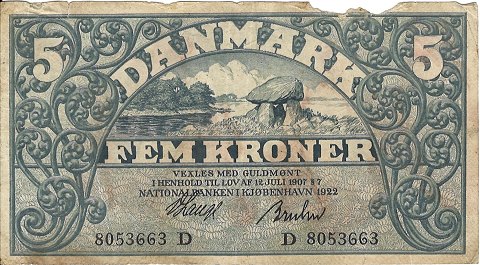 5 DANMARK 5
FEM KRONER
VEXLES MED GULDMØNT
I HENHOLD TIL LOV AF 12 JULI 1907 § 7
NATIONALBANKEN I KJØBENHAVN 1922
8053663 D D 8053663